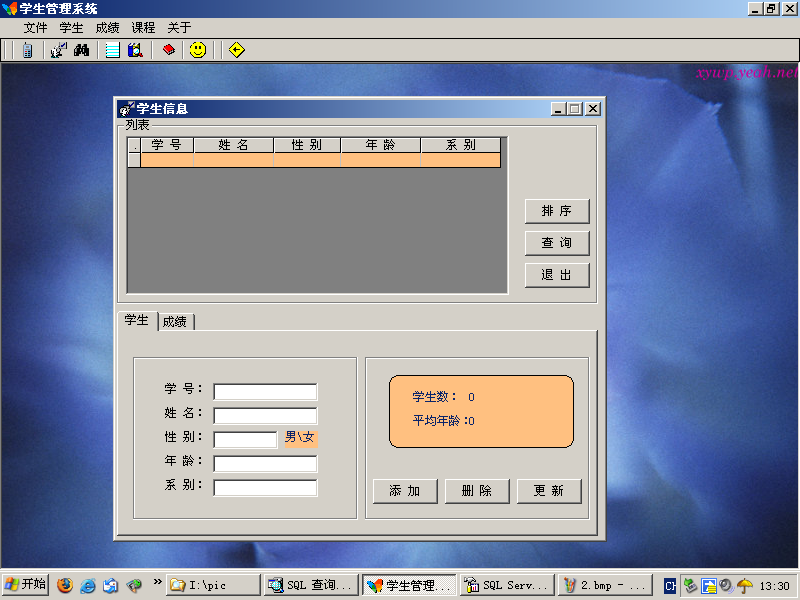 学生管理系统
文件 学生 成绩 课程 关于
xywjs.yeah.net
学生信息
列表
学 号 姓 名 性 别 年 龄 系 别
排 序
查 询
退 出
学生 成绩
学 号：
姓 名：
性 别： 男\女
年 龄：
系 别：
学生数： 0
平均年龄:0
添 加 删 除 更 新
开始 » I:\pic SQL 查询... 学生管理... SQL Serv... 2.bmp - ... CH 13:30